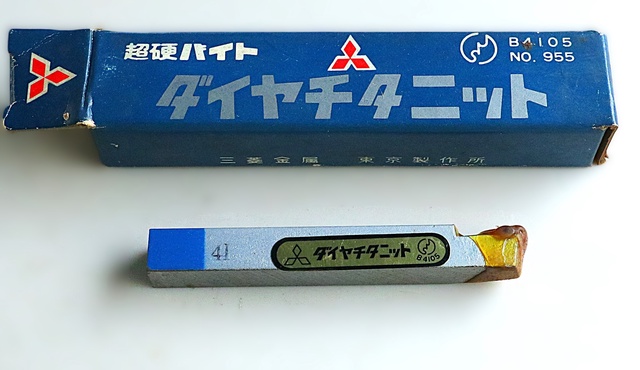 超硬バイト
B4105
NO. 955
ダイヤチタニット
三菱金属 東京製作所
41
ダイヤチタニット
B4105